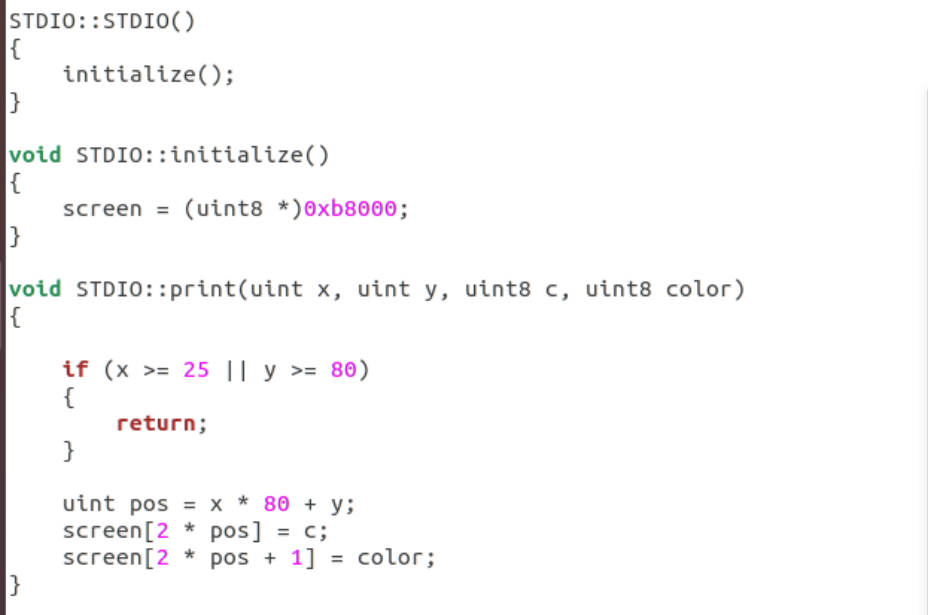 STDIO::STDIO()
{
    initialize();
}

void STDIO::initialize()
{
    screen = (uint8 *)0xb8000;
}

void STDIO::print(uint x, uint y, uint8 c, uint8 color)
{

    if (x >= 25 || y >= 80)
    {
        return;
    }

    uint pos = x * 80 + y;
    screen[2 * pos] = c;
    screen[2 * pos + 1] = color;
}